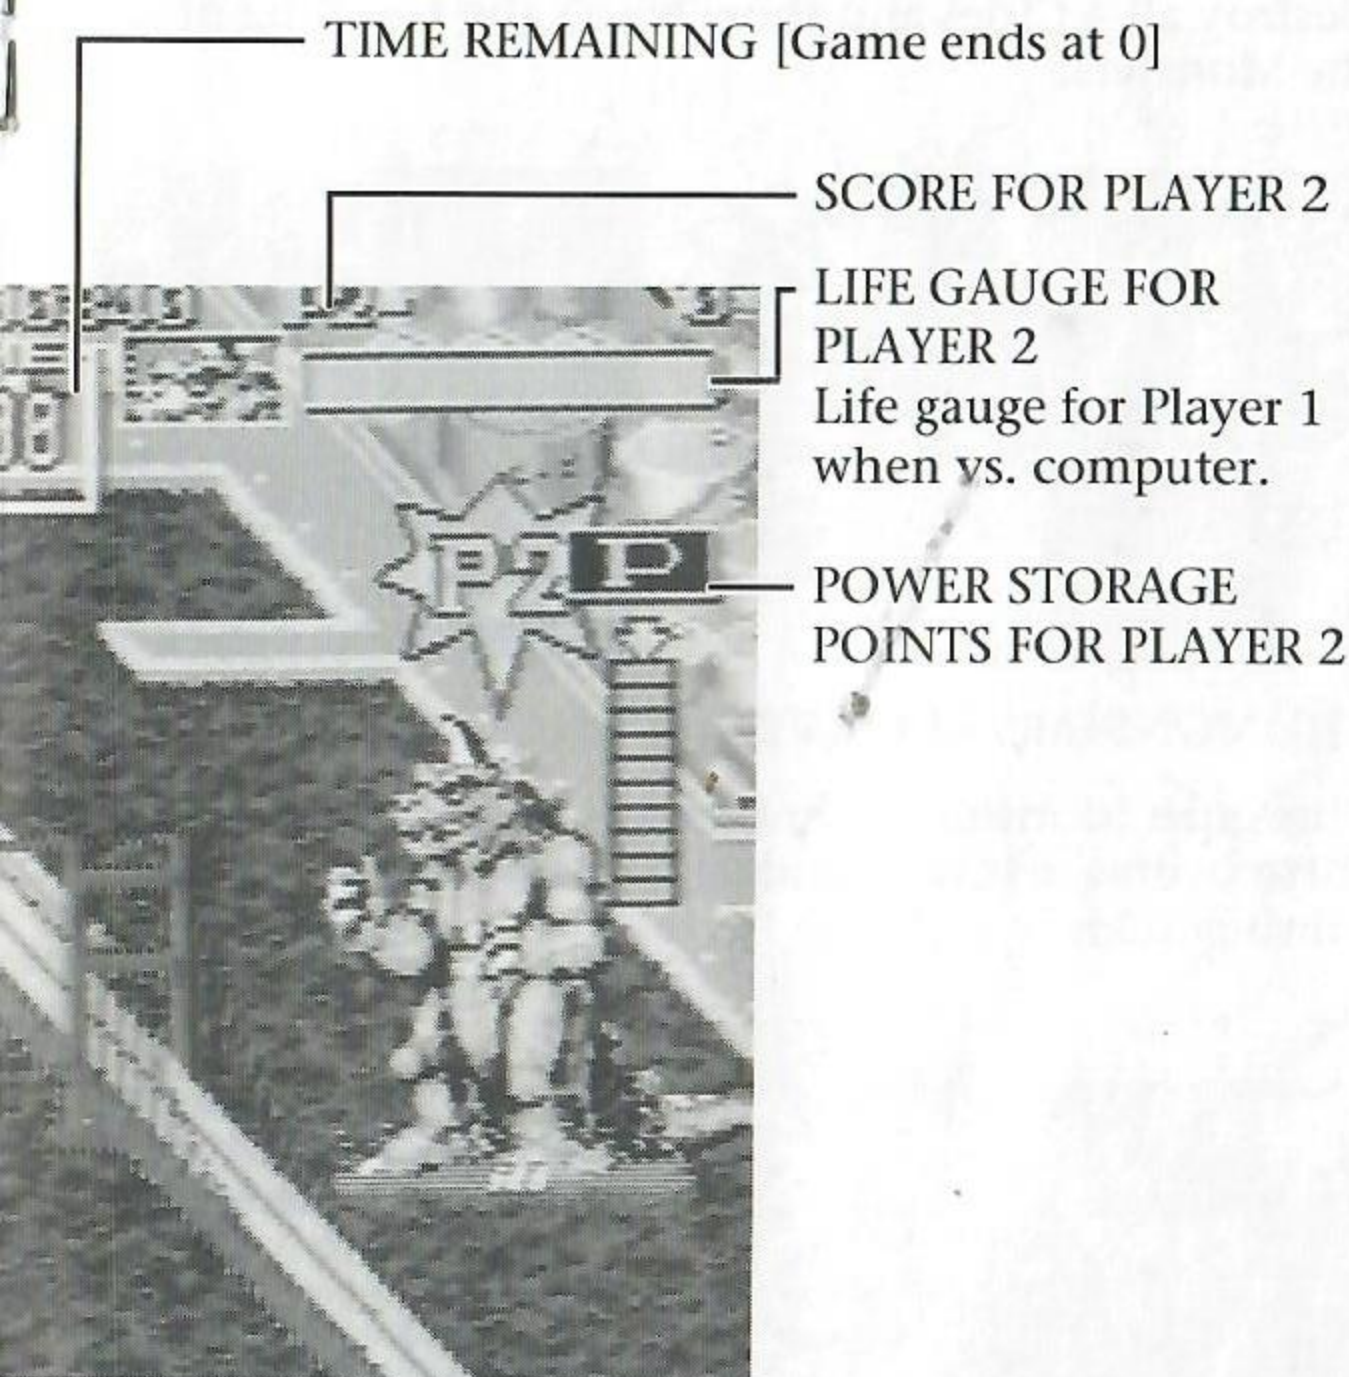 TIME REMAINING [Game ends at 0]
SCORE FOR PLAYER 2
LIFE GAUGE FOR
PLAYER 2
Life gauge for Player 1
when vs. computer.
P2 P
POWER STORAGE
POINTS FOR PLAYER 2